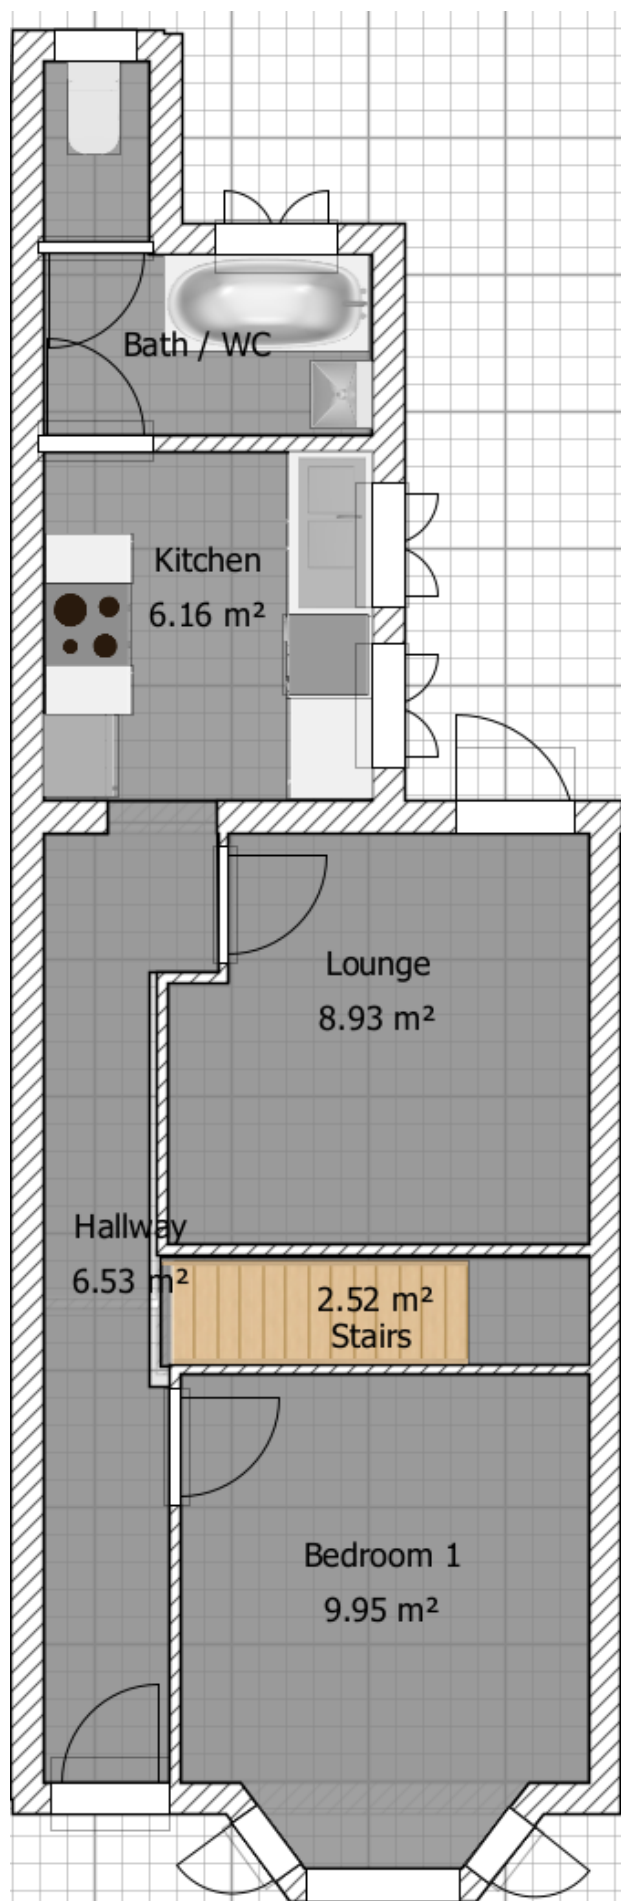 Bath / WC
Kitchen
6.16 m²
Lounge
8.93 m²
Hallway
6.53 m²
2.52 m²
Stairs
Bedroom 1
9.95 m²